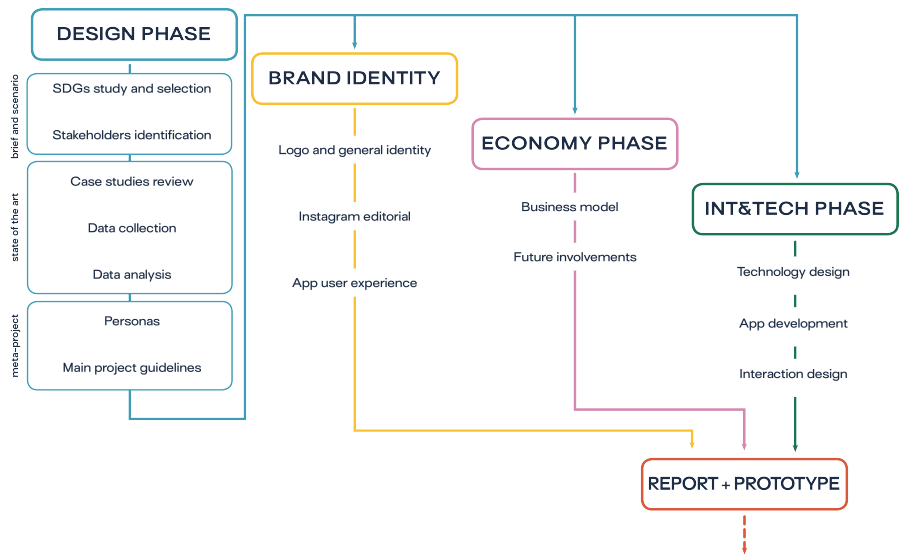 DESIGN PHASE
brief and scenario
SDGs study and selection
Stakeholders identification
state of the art
Case studies review
Data collection
Data analysis
meta-project
Personas
Main project guidelines
BRAND IDENTITY
Logo and general identity
Instagram editorial
App user experience
ECONOMY PHASE
Business model
Future involvements
INT&TECH PHASE
Technology design
App development
Interaction design
REPORT + PROTOTYPE